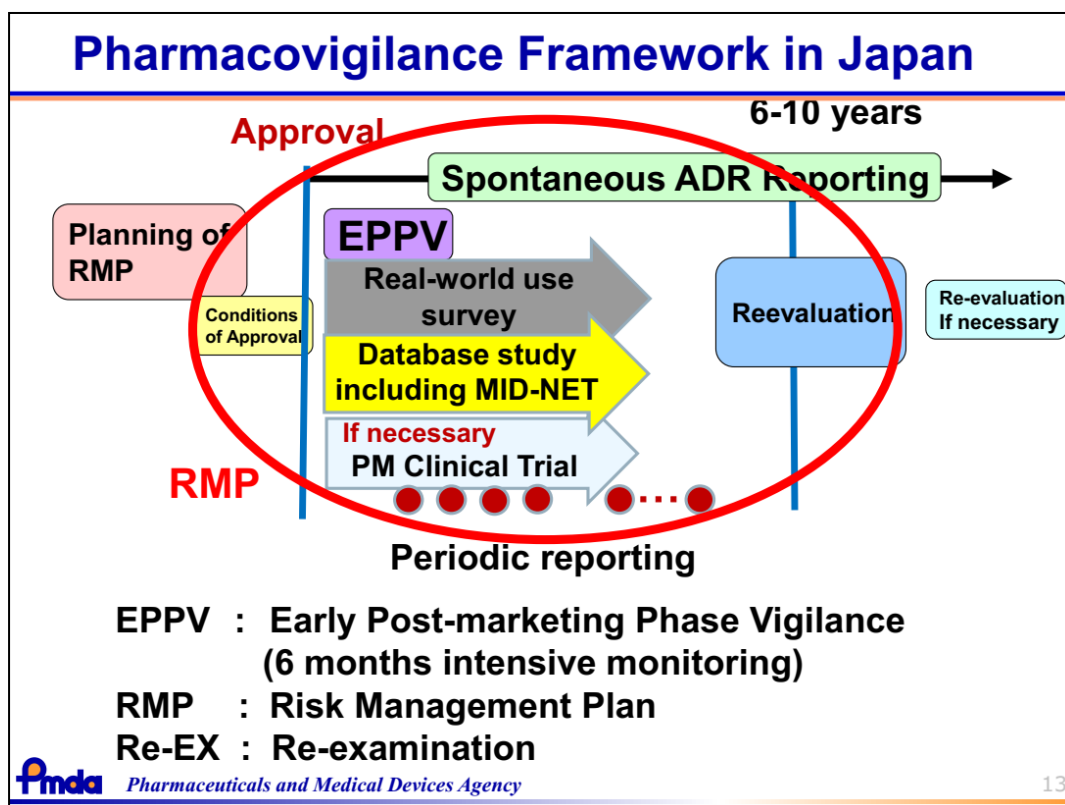 Pharmacovigilance Framework in Japan
6-10 years
Approval
Spontaneous ADR Reporting
Planning of
RMP
EPPV
Real-world use
survey
Conditions
of Approval
Reevaluation
Re-evaluation
If necessary
Database study
including MID-NET
If necessary
PM Clinical Trial
RMP
...
Periodic reporting
EPPV : Early Post-marketing Phase Vigilance
(6 months intensive monitoring)
RMP : Risk Management Plan
Re-EX : Re-examination
Pmda Pharmaceuticals and Medical Devices Agency
13